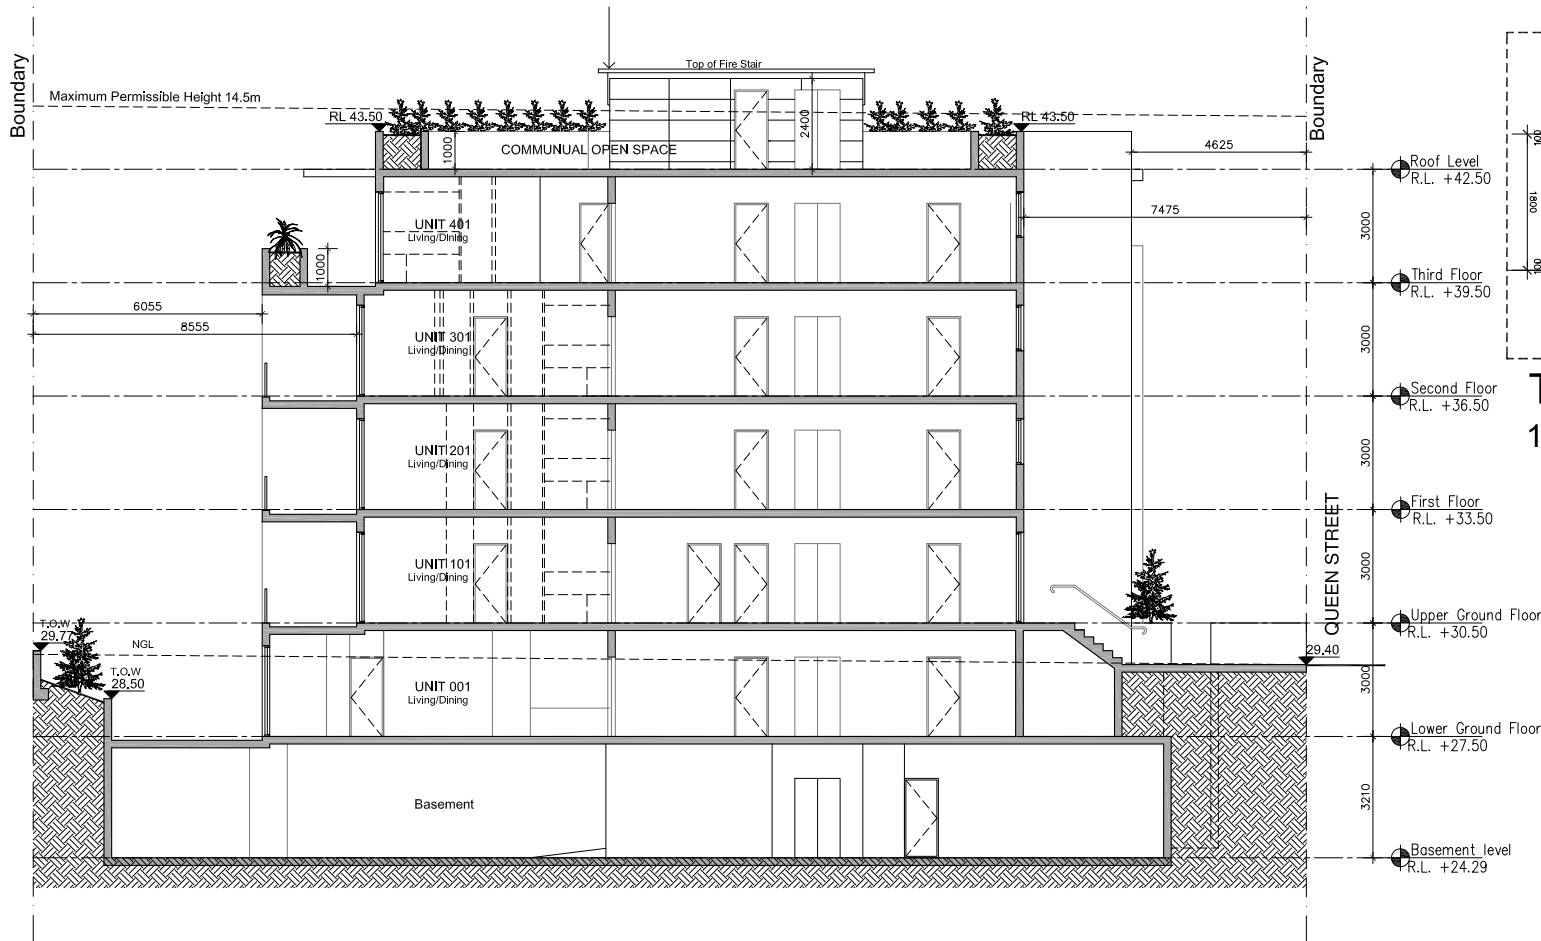 Boundary
Maximum Permissible Height 14.5m
Top of Fire Stair
Boundary
RL 43.50
RL 43.50
2400
1000
COMMUNUAL OPEN SPACE
4625
Roof Level
R.L. +42.50
100
1800
100
7475
UNIT 401
Living/Dining
3000
1000
Third Floor
R.L. +39.50
6055
8555
UNIT 301
Living/Dining
3000
Second Floor
R.L. +36.50
1
UNIT 201
Living/Dining
3000
First Floor
R.L. +33.50
QUEEN STREET
UNIT 101
Living/Dining
3000
Upper Ground Floor
R.L. +30.50
T.O.W
29.77
NGL
29.40
T.O.W
28.50
UNIT 001
Living/Dining
3000
Lower Ground Floor
R.L. +27.50
Basement
3210
Basement level
R.L. +24.29